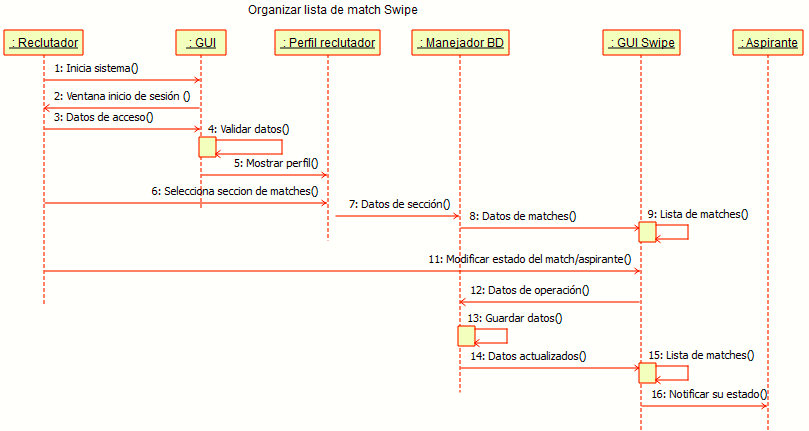 Organizar lista de match Swipe
: Reclutador
: GUI
: Perfil reclutador
: Manejador BD
: GUI Swipe
: Aspirante
1: Inicia sistema()
2: Ventana inicio de sesión ()
3: Datos de acceso()
4: Validar datos()
5: Mostrar perfil()
6: Selecciona seccion de matches()
7: Datos de sección()
8: Datos de matches()
9: Lista de matches()
11: Modificar estado del match/aspirante()
12: Datos de operación()
13: Guardar datos()
14: Datos actualizados()
15: Lista de matches()
16: Notificar su estado()